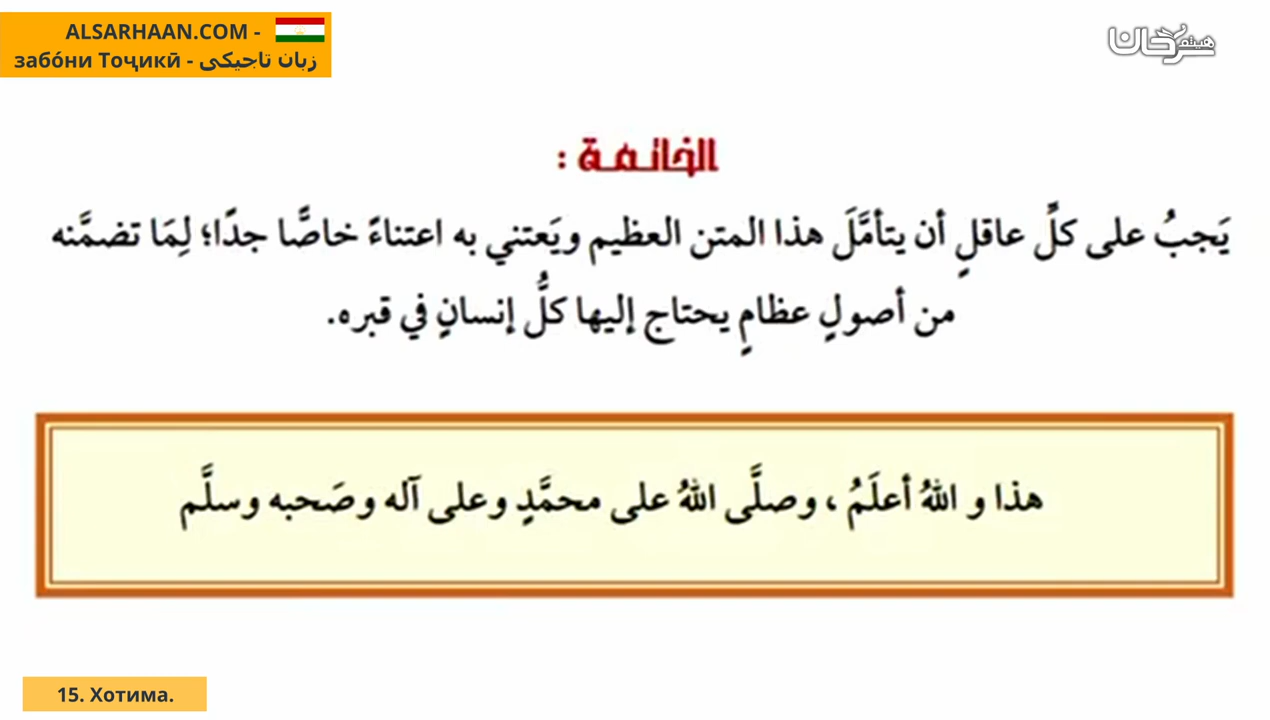 ALSARHAAN.COM -
забо́ни Тоҷикӣ - زبان تاجیکی
هيثم سرحان
الخاتمة :
يَجبُ على كلِّ عاقلٍ أن يتأمَّلَ هذا المتن العظيم ويَعتني به اعتناءً خاصًّا جدًا؛ لِمَا تضمَّنه
من أصولٍ عظامٍ يحتاج إليها كلُّ إنسانٍ في قبره.
هذا و اللهُ أعلَمُ ، وصلَّى اللهُ على محمَّدٍ وعلى آله وصَحبه وسلَّم
15. Хотима.